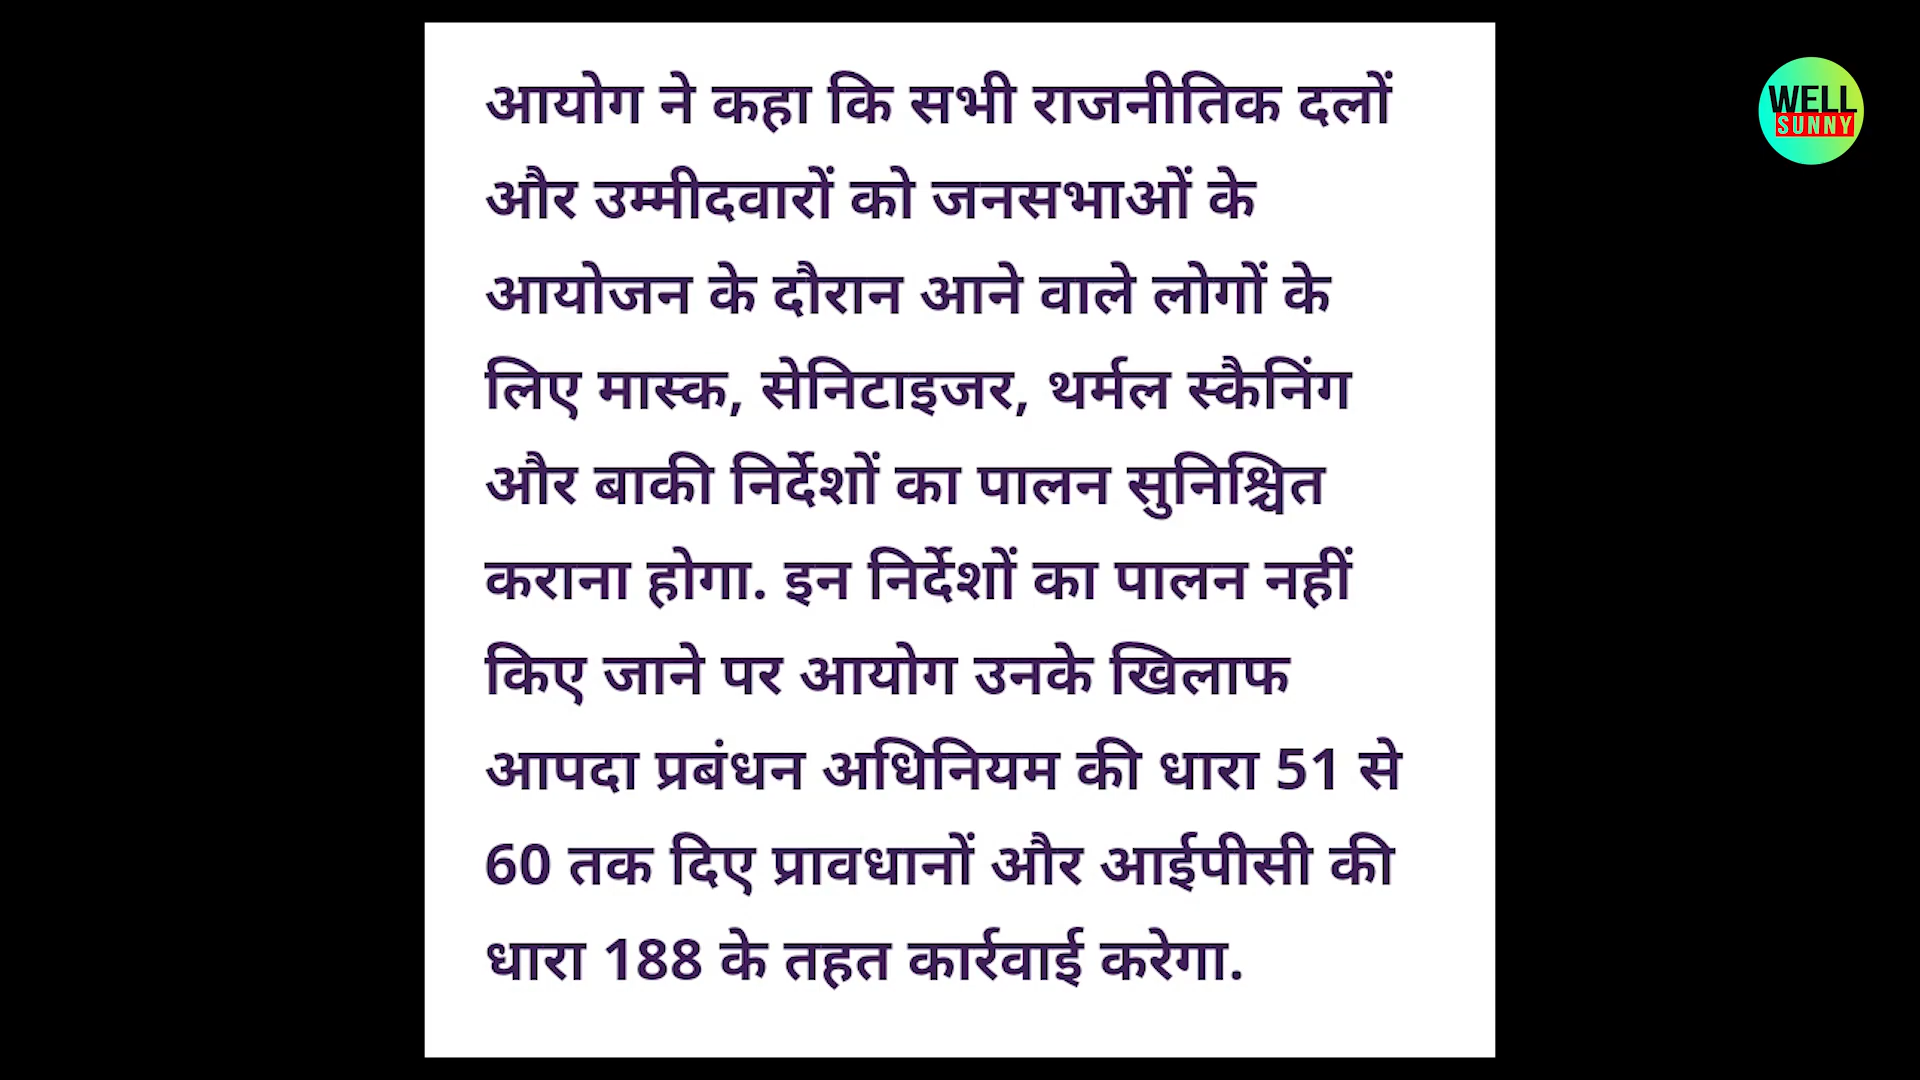 आयोग ने कहा कि सभी राजनीतिक दलों
और उम्मीदवारों को जनसभाओं के
आयोजन के दौरान आने वाले लोगों के
लिए मास्क, सेनिटाइजर, थर्मल स्कैनिंग
और बाकी निर्देशों का पालन सुनिश्चित
कराना होगा. इन निर्देशों का पालन नहीं
किए जाने पर आयोग उनके खिलाफ
आपदा प्रबंधन अधिनियम की धारा 51 से
60 तक दिए प्रावधानों और आईपीसी की
धारा 188 के तहत कार्रवाई करेगा.
WELL
SUNNY